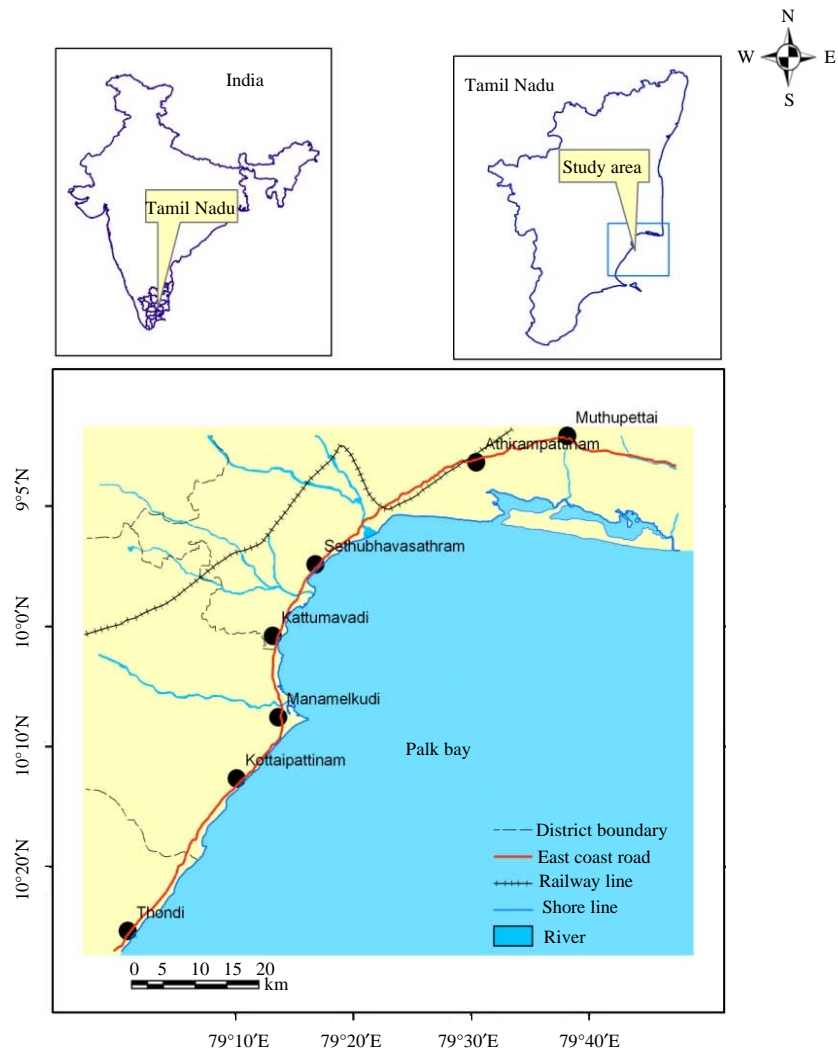 N
W E
S
India
Tamil Nadu
Tamil Nadu
Study area
Muthupettai
Athirampattinam
Sethubhavasathram
Kattumavadi
Manamelkudi
Kottaipattinam
Thondi
Palk bay
9°5′N
10°0′N
10°10′N
10°20′N
District boundary
East coast road
Railway line
Shore line
River
0 5 10 15 20
km
79°10′E 79°20′E 79°30′E 79°40′E